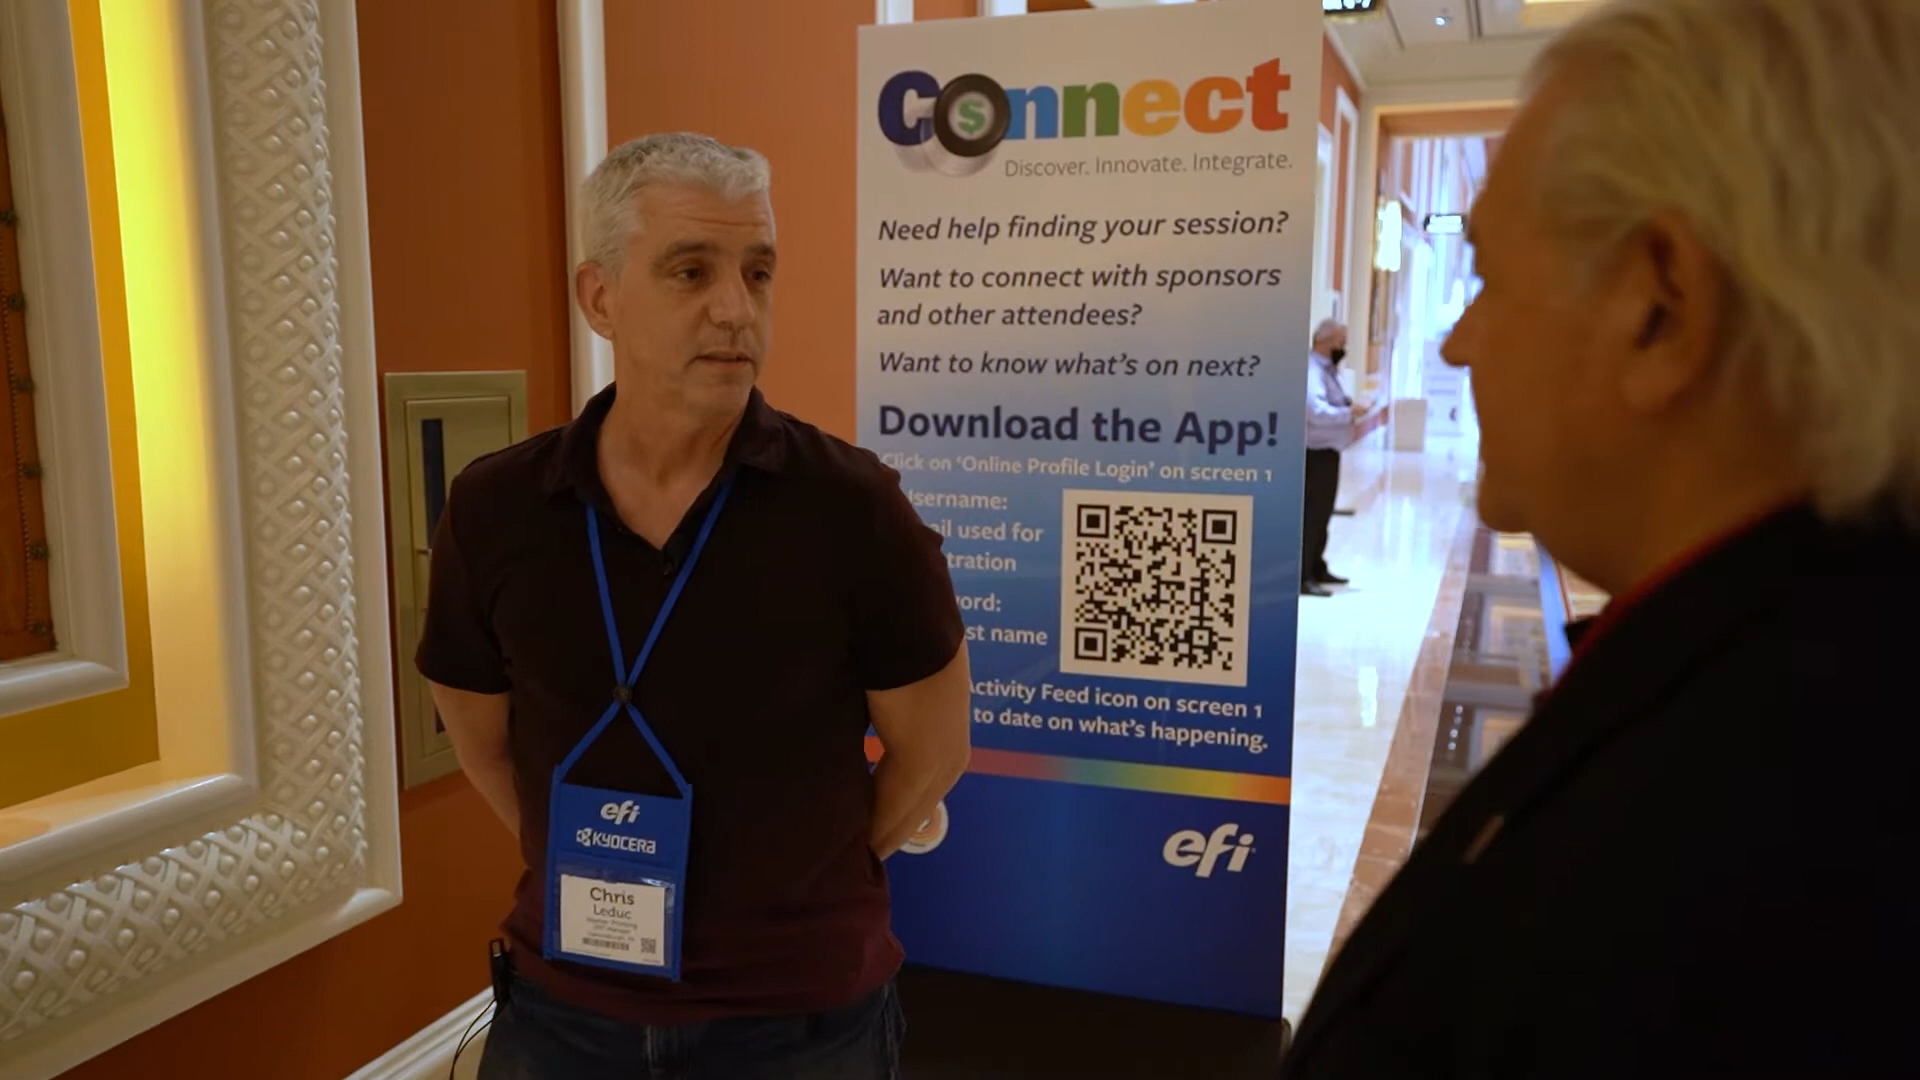 Connect
Discover. Innovate. Integrate.
Need help finding your session?
Want to connect with sponsors
and other attendees?
Want to know what's on next?
Download the App!
Click on 'Online Profile Login' on screen 1
sername:
il used for
tration
ord:
st name
ctivity Feed icon on screen 1
to date on what's happening.
efi
efi
KYOCERA
Chris
Leduc